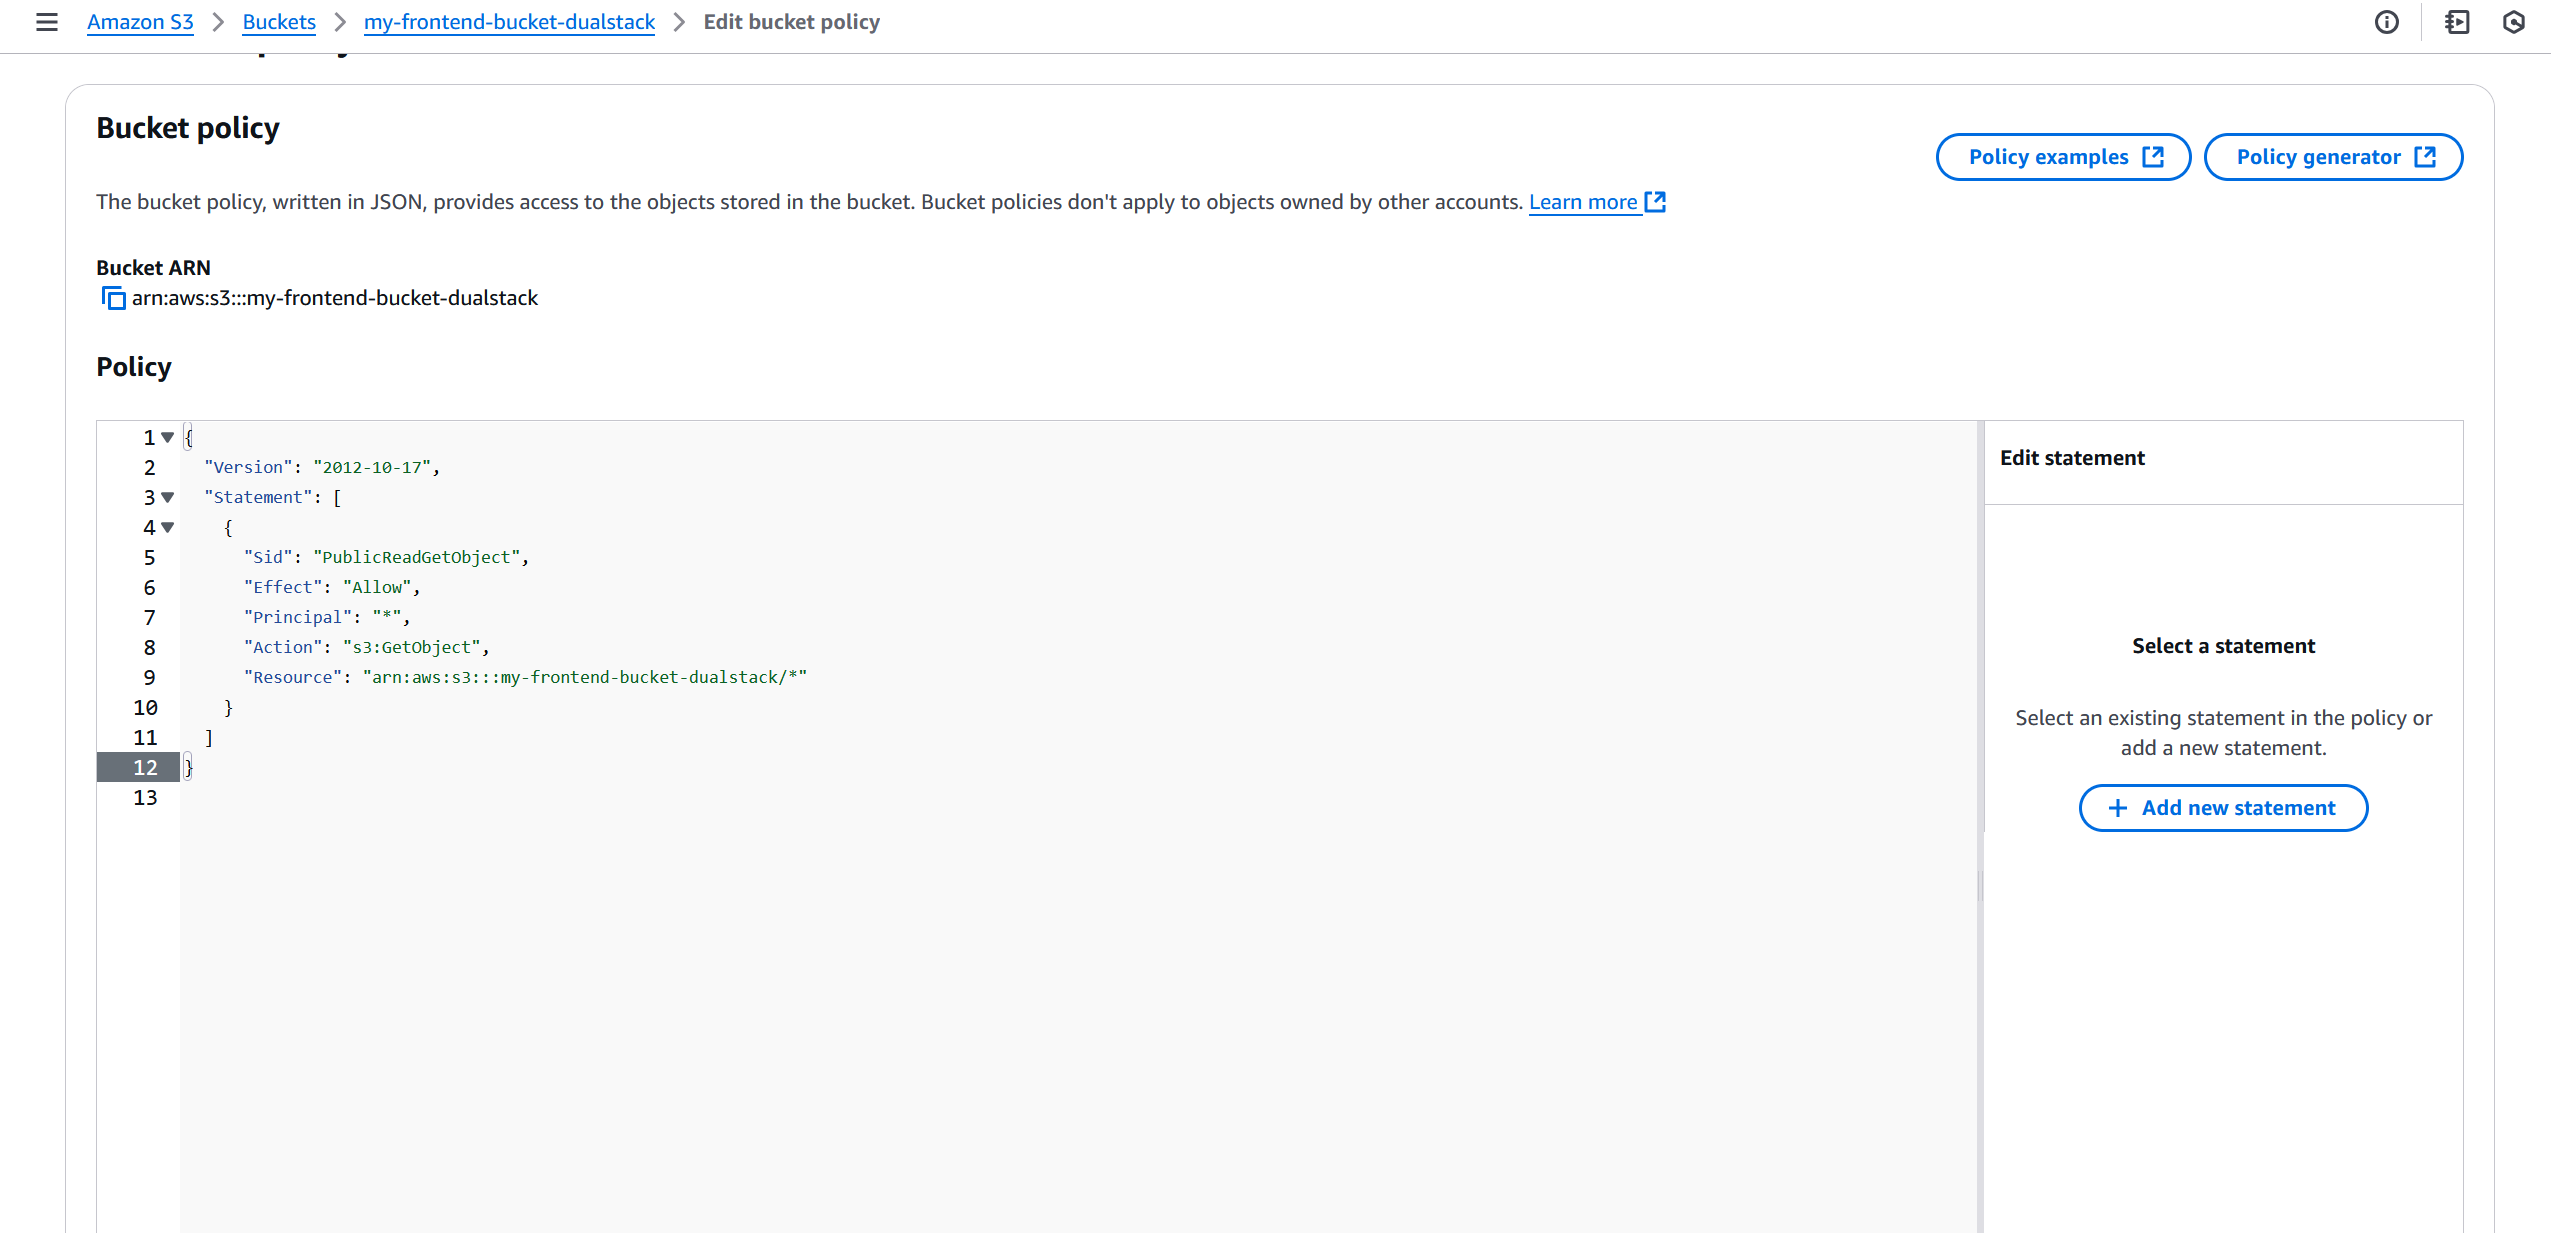 Amazon S3 > Buckets > my-frontend-bucket-dualstack > Edit bucket policy
Bucket policy
Policy examples
Policy generator
The bucket policy, written in JSON, provides access to the objects stored in the bucket. Bucket policies don't apply to objects owned by other accounts. Learn more
Bucket ARN
arn:aws:s3:::my-frontend-bucket-dualstack
Policy
1 {
2   "Version": "2012-10-17",
3   "Statement": [
4     {
5       "Sid": "PublicReadGetObject",
6       "Effect": "Allow",
7       "Principal": "*",
8       "Action": "s3:GetObject",
9       "Resource": "arn:aws:s3:::my-frontend-bucket-dualstack/*"
10     }
11   ]
12 }
13
Edit statement
Select a statement
Select an existing statement in the policy or
add a new statement.
+ Add new statement